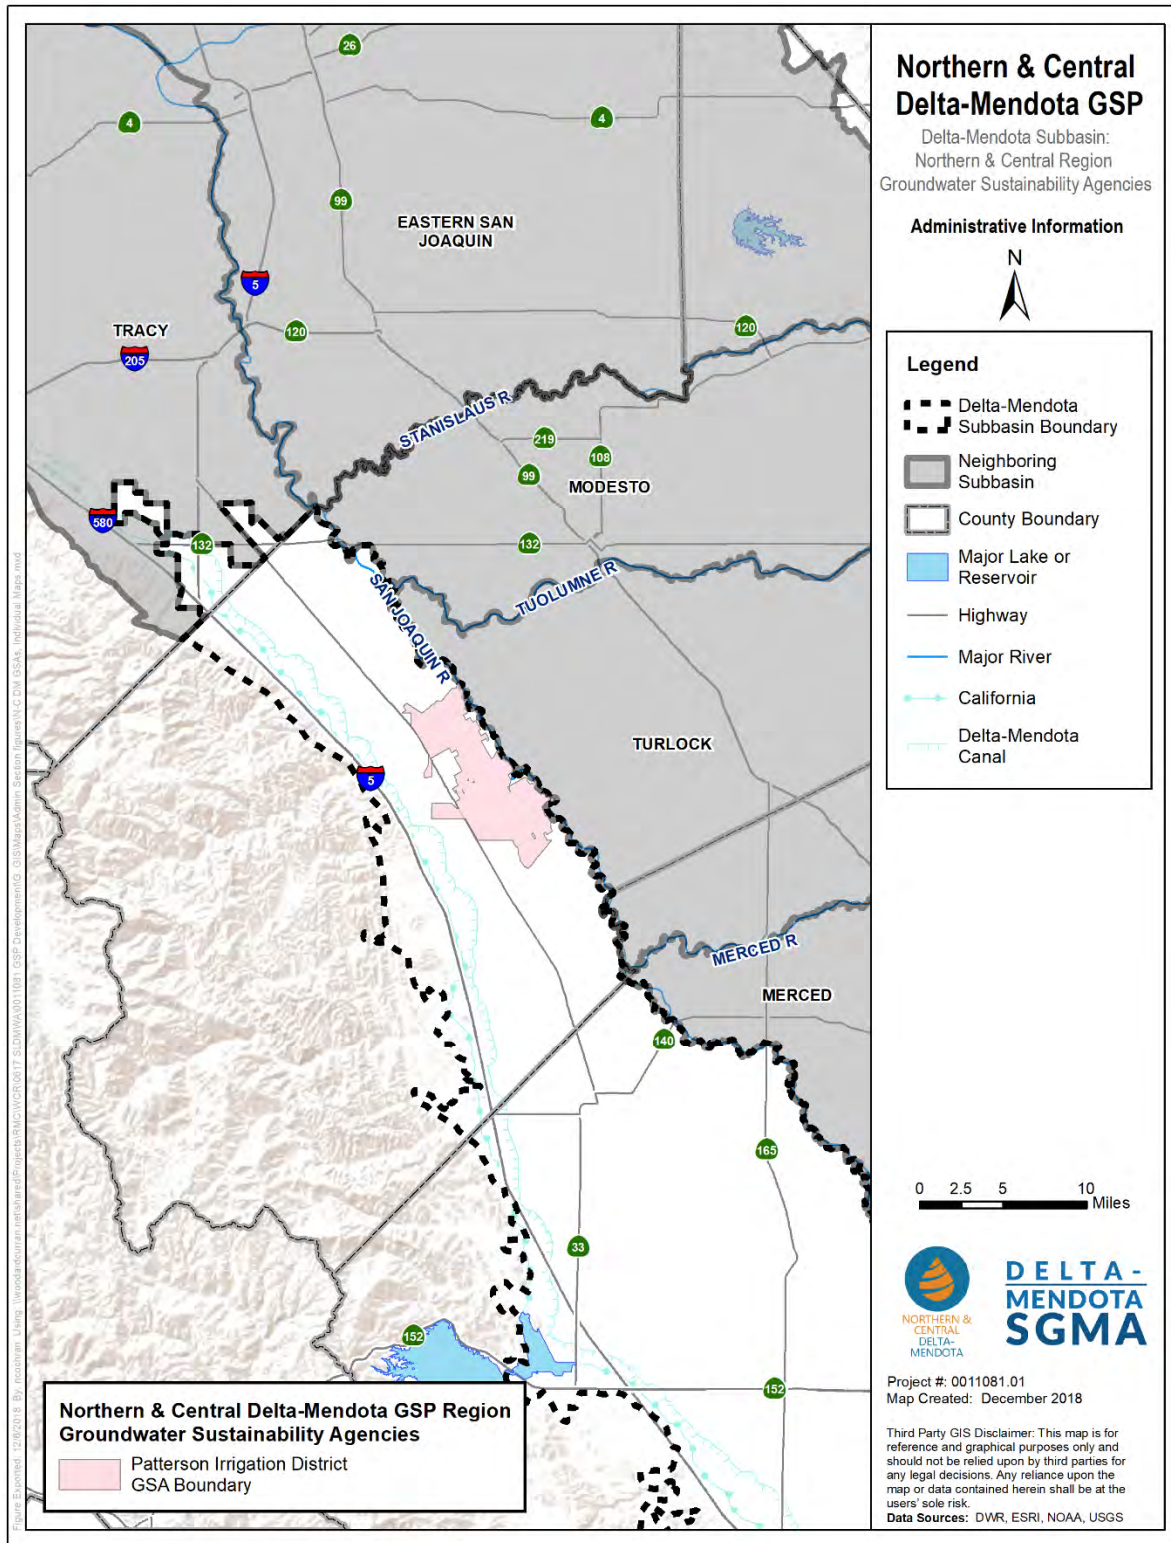 Northern & Central
Delta-Mendota GSP
Delta-Mendota Subbasin:
Northern & Central Region
Groundwater Sustainability Agencies
Administrative Information
N
Legend
Delta-Mendota
Subbasin Boundary
Neighboring
Subbasin
County Boundary
Major Lake or
Reservoir
Highway
Major River
California
Delta-Mendota
Canal
0 2.5 5 10
Miles
NORTHERN &
CENTRAL
DELTA-
MENDOTA
DELTA-
MENDOTA
SGMA
Project #: 0011081.01
Map Created: December 2018
Third Party GIS Disclaimer: This map is for
reference and graphical purposes only and
should not be relied upon by third parties for
any legal decisions. Any reliance upon the
map or data contained herein shall be at the
users' sole risk.
Data Sources: DWR, ESRI, NOAA, USGS
26
4
4
99
EASTERN SAN
JOAQUIN
5
120
120
TRACY
205
STANISLAUS R
219
108
99
MODESTO
580
132
132
SAN JOAQUIN R
TUOLUMNE R
TURLOCK
5
MERCED R
MERCED
140
165
33
152
152
Northern & Central Delta-Mendota GSP Region
Groundwater Sustainability Agencies
Patterson Irrigation District
GSA Boundary